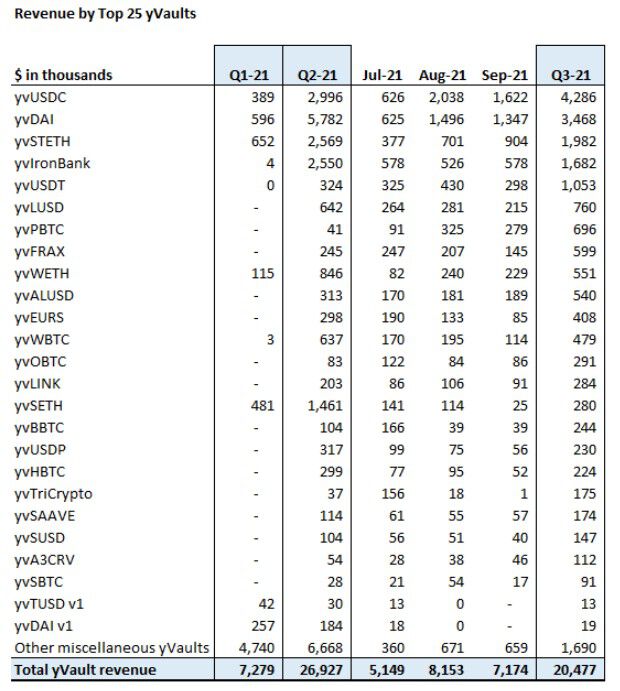 Revenue by Top 25 yVaults
$ in thousands Q1-21 Q2-21 Jul-21 Aug-21 Sep-21 Q3-21
yvUSDC 389 2,996 626 2,038 1,622 4,286
yvDAI 596 5,782 625 1,496 1,347 3,468
yvSTETH 652 2,569 377 701 904 1,982
yvIronBank 4 2,550 578 526 578 1,682
yvUSDT 0 324 325 430 298 1,053
yvLUSD - 642 264 281 215 760
yvPBTC - 41 91 325 279 696
yvFRAX - 245 247 207 145 599
yvWETH 115 846 82 240 229 551
yvALUSD - 313 170 181 189 540
yvEURS - 298 190 133 85 408
yvWBTC 3 637 170 195 114 479
yvOBTC - 83 122 84 86 291
yvLINK - 203 86 106 91 284
yvSETH 481 1,461 141 114 25 280
yvBBTC - 104 166 39 39 244
yvUSDP - 317 99 75 56 230
yvHBTC - 299 77 95 52 224
yvTriCrypto - 37 156 18 1 175
yvSAAVE - 114 61 55 57 174
yvSUSD - 104 56 51 40 147
yvA3CRV - 54 28 38 46 112
yvSBTC - 28 21 54 17 91
yvTUSD v1 42 30 13 0 - 13
yvDAI v1 257 184 18 0 - 19
Other miscellaneous yVaults 4,740 6,668 360 671 659 1,690
Total yVault revenue 7,279 26,927 5,149 8,153 7,174 20,477